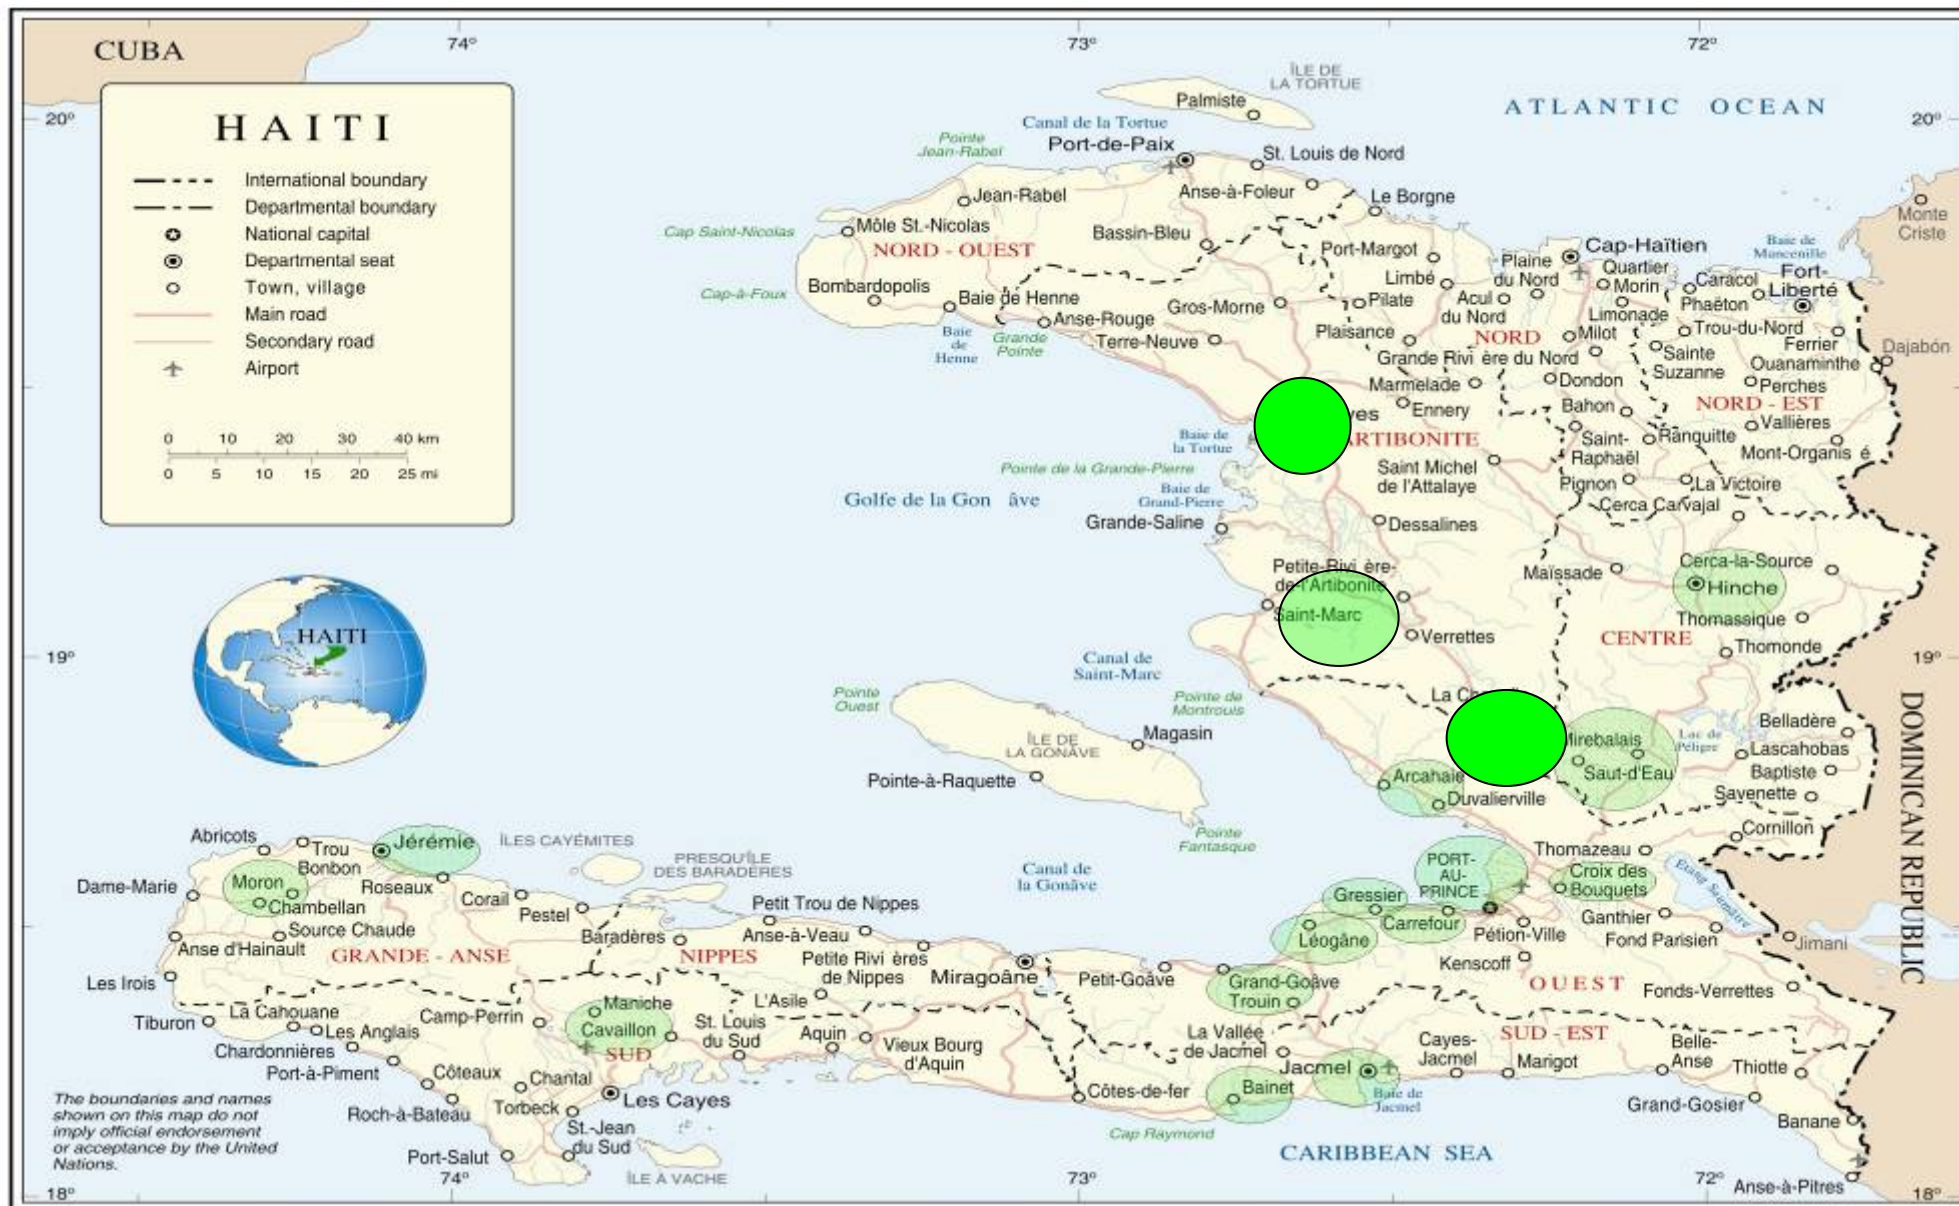 CUBA
74°
73°
72°
HAITI
International boundary
Departmental boundary
National capital
Departmental seat
Town, village
Main road
Secondary road
Airport
0 10 20 30 40 km
0 5 10 15 20 25 mi
20°
ÎLE DE
LA TORTUE
Palmiste
ATLANTIC OCEAN
20°
Canal de la Tortue
Pointe
Jean-Rabel
Port-de-Paix
St. Louis de Nord
Jean-Rabel
Anse-à-Foleur
Le Borgne
Monte
Criste
Cap Saint-Nicolas
Môle St.-Nicolas
NORD - OUEST
Bassin-Bleu
Port-Margot
Plaine
du Nord
Cap-Haïtien
Baie de
Mancenille
Limbé
Quartier
Morin
Caracol
Fort-
Liberté
Cap-à-Foux
Bombardopolis
Baie de Henne
Anse-Rouge
Gros-Morne
Pilate
Acul
du Nord
Limonade
Phaëton
Baie
de
Henne
Grande
Pointe
Terre-Neuve
Plaisance
NORD
Milot
Trou-du-Nord
Ferrier
Dajabón
Grande Rivi ère du Nord
Sainte
Suzanne
Ouanaminthe
Marmelade
Dondon
Perches
Ennery
Bahon
NORD - EST
yes
ARTIBONITE
Vallières
Baie de
la Tortue
Saint-
Raphaël
Ranquitte
Mont-Organis é
Pointe de la Grande-Pierre
Saint Michel
de l'Attalaye
Pignon
La Victoire
Golfe de la Gon âve
Baie de
Grand-Pierre
Cerca Carvajal
Grande-Saline
Dessalines
Petite-Rivi ère-
de-l'Artibonite
Maïssade
Cerca-la-Source
Hinche
Saint-Marc
Thomassique
HAITI
Verrettes
CENTRE
Thomonde
19°
19°
Canal de
Saint-Marc
Pointe
Ouest
Pointe de
Montrouis
La Ch
DOMINICAN REPUBLIC
Belladère
Magasin
ÎLE DE
LA GONÂVE
Mirebalais
Lac de
Péligre
Lascahobas
Pointe-à-Raquette
Arcahaie
Saut-d'Eau
Baptiste
Duvalierville
Savenette
Pointe
Fantasque
Cornillon
Abricots
Trou
Bonbon
Jérémie
ÎLES CAYÉMITES
PRESQU'ÎLE
DES BARADÈRES
Canal de
la Gonâve
PORT-
AU-
PRINCE
Thomazeau
Croix des
Bouquets
Etang Saumâtre
Moron
Roseaux
Dame-Marie
Chambellan
Corail
Pestel
Petit Trou de Nippes
Gressier
Carrefour
Ganthier
Source Chaude
Anse d'Hainault
Baradères
Anse-à-Veau
Léogâne
Pétion-Ville
Fond Parisien
Jimani
GRANDE - ANSE
NIPPES
Petite Rivi ères
de Nippes
Miragoâne
Kenscoff
Les Irois
Petit-Goâve
Grand-Goâve
Trouin
OUEST
Fonds-Verrettes
L'Asile
Maniche
Tiburon
La Cahouane
Les Anglais
Camp-Perrin
Cavaillon
St. Louis
du Sud
Aquin
Vieux Bourg
d'Aquin
La Vallée
de Jacmel
Cayes-
Jacmel
SUD - EST
Belle-
Anse
Chardonnières
SUD
Port-à-Piment
Jacmel
Marigot
Thiotte
Côteaux
Chantal
Les Cayes
Côtes-de-fer
Bainet
Baie de
Jacmel
Grand-Gosier
Roch-à-Bateau
Torbeck
St.-Jean
du Sud
Cap Raymond
Banane
The boundaries and names
shown on this map do not
imply official endorsement
or acceptance by the United
Nations.
Port-Salut
ÎLE À VACHE
CARIBBEAN SEA
Anse-à-Pitres
18°
74°
73°
72°
18°